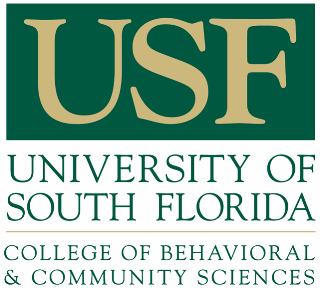 USF
UNIVERSITY OF
SOUTH FLORIDA
COLLEGE OF BEHAVIORAL
& COMMUNITY SCIENCES